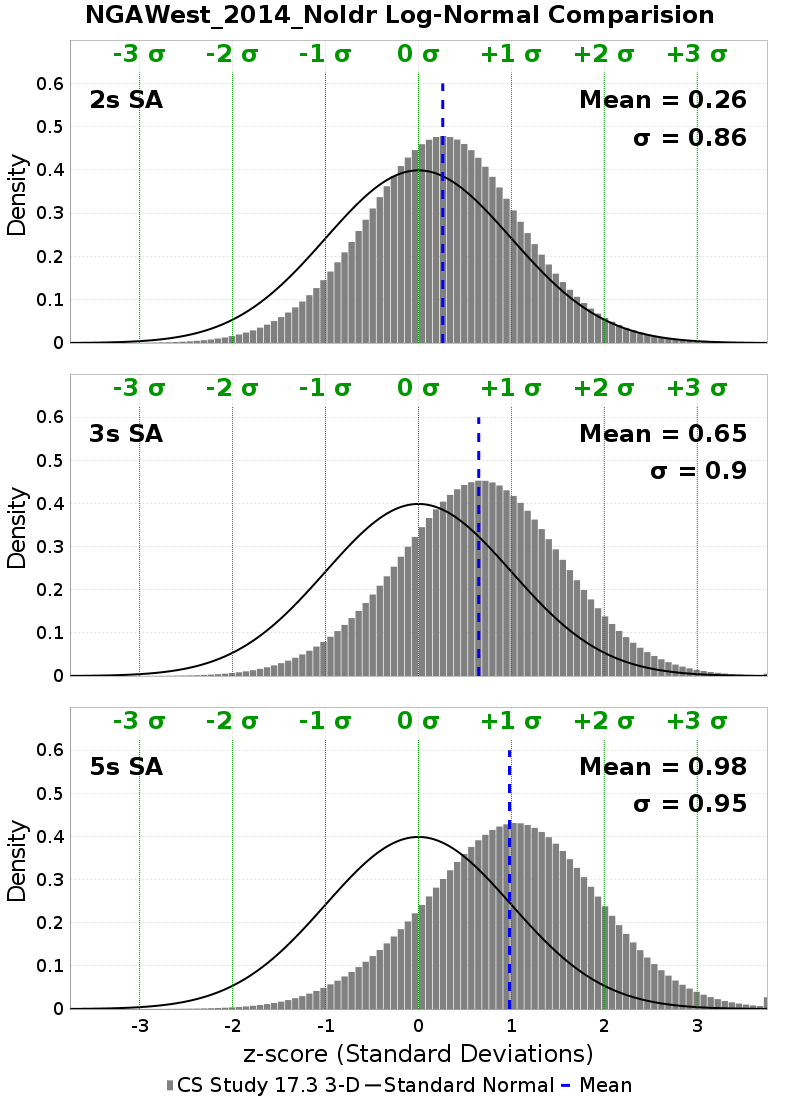 NGAWest_2014_NoIdr Log-Normal Comparision
-3 σ -2 σ -1 σ 0 σ +1 σ +2 σ +3 σ
0.6
2s SA
Mean = 0.26
0.5
σ = 0.86
0.4
Density
0.3
0.2
0.1
0
-3 σ -2 σ -1 σ 0 σ +1 σ +2 σ +3 σ
0.6
3s SA
Mean = 0.65
0.5
σ = 0.9
0.4
Density
0.3
0.2
0.1
0
-3 σ -2 σ -1 σ 0 σ +1 σ +2 σ +3 σ
0.6
5s SA
Mean = 0.98
0.5
σ = 0.95
0.4
Density
0.3
0.2
0.1
0
-3 -2 -1 0 1 2 3
z-score (Standard Deviations)
CS Study 17.3 3-D Standard Normal Mean